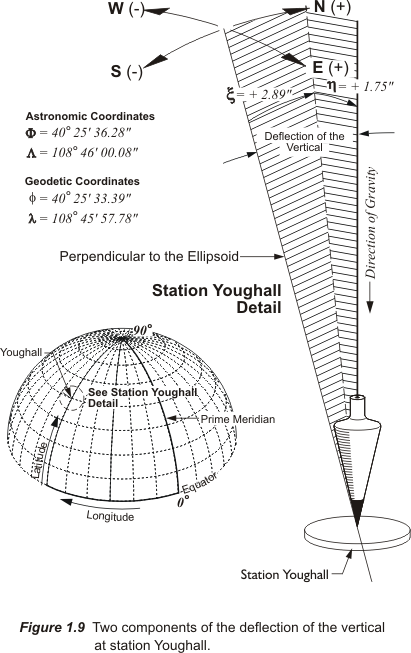 W (-)
N (+)
S (-)
E (+)
ξ = + 2.89"
η = + 1.75"
Astronomic Coordinates
Φ = 40° 25' 36.28"
Λ = 108° 46' 00.08"
Deflection of the
Vertical
Geodetic Coordinates
ϕ = 40° 25' 33.39"
λ = 108° 45' 57.78"
Direction of Gravity
Perpendicular to the Ellipsoid
Station Youghall
Detail
90°
Youghall
See Station Youghall
Detail
Prime Meridian
Latitude
Equator
0°
Longitude
Station Youghall
Figure 1.9 Two components of the deflection of the vertical
at station Youghall.